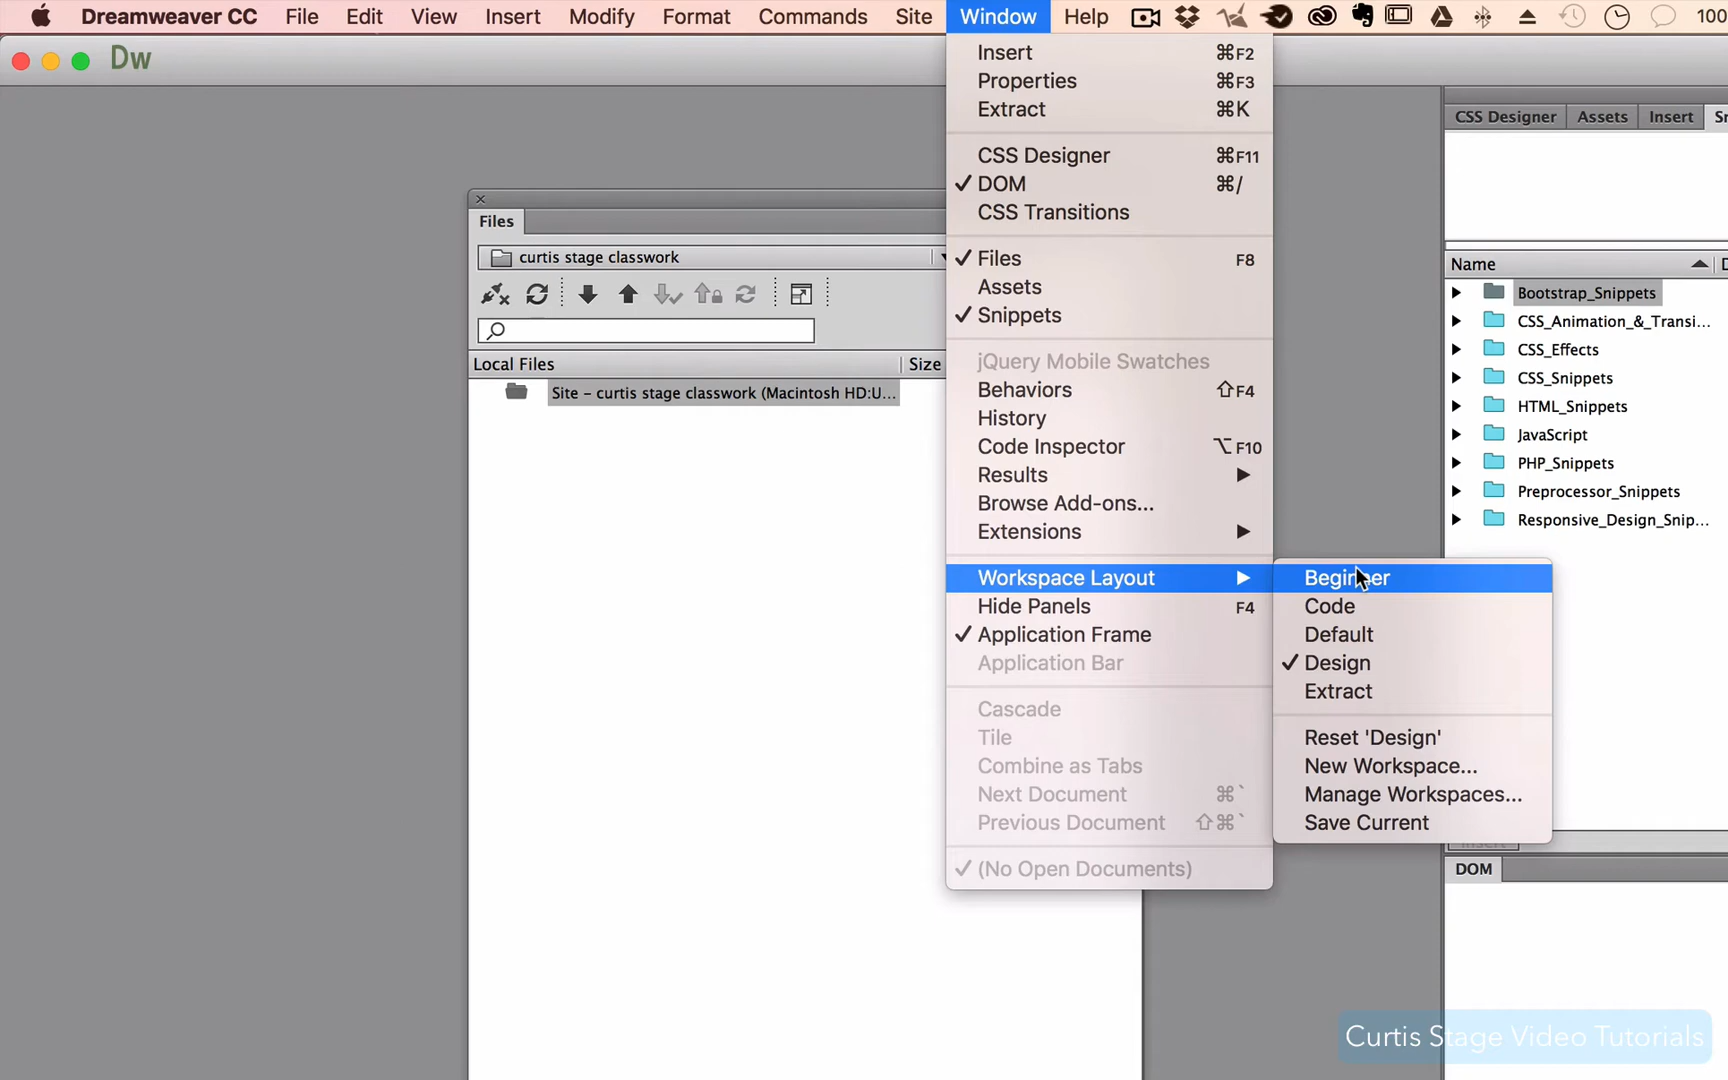 Dreamweaver CC File Edit View Insert Modify Format Commands Site Window Help 100
Dw
Insert ⌘F2
Properties ⌘F3
Extract ⌘K
CSS Designer ⌘F11
✓ DOM ⌘/
CSS Transitions
✓ Files F8
Assets
✓ Snippets
jQuery Mobile Swatches
Behaviors ⇧F4
History
Code Inspector ⌥F10
Results
Browse Add-ons...
Extensions
Workspace Layout
Hide Panels F4
✓ Application Frame
Application Bar
Cascade
Tile
Combine as Tabs
Next Document ⌘`
Previous Document ⇧⌘`
✓ (No Open Documents)
Beginner
Code
Default
✓ Design
Extract
Reset 'Design'
New Workspace...
Manage Workspaces...
Save Current
Files
curtis stage classwork
Local Files Size
Site – curtis stage classwork (Macintosh HD:U...
CSS Designer Assets Insert Sn
Name D
Bootstrap_Snippets
CSS_Animation_&_Transi...
CSS_Effects
CSS_Snippets
HTML_Snippets
JavaScript
PHP_Snippets
Preprocessor_Snippets
Responsive_Design_Snip...
DOM
Curtis Stage Video Tutorials